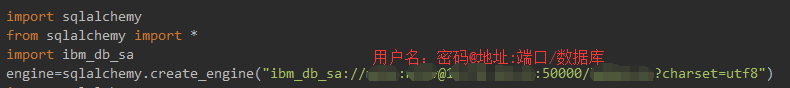 import sqlalchemy
from sqlalchemy import *
import ibm_db_sa
用户名：密码@地址:端口/数据库
engine=sqlalchemy.create_engine("ibm_db_sa:// : @ :50000/ ?charset=utf8")